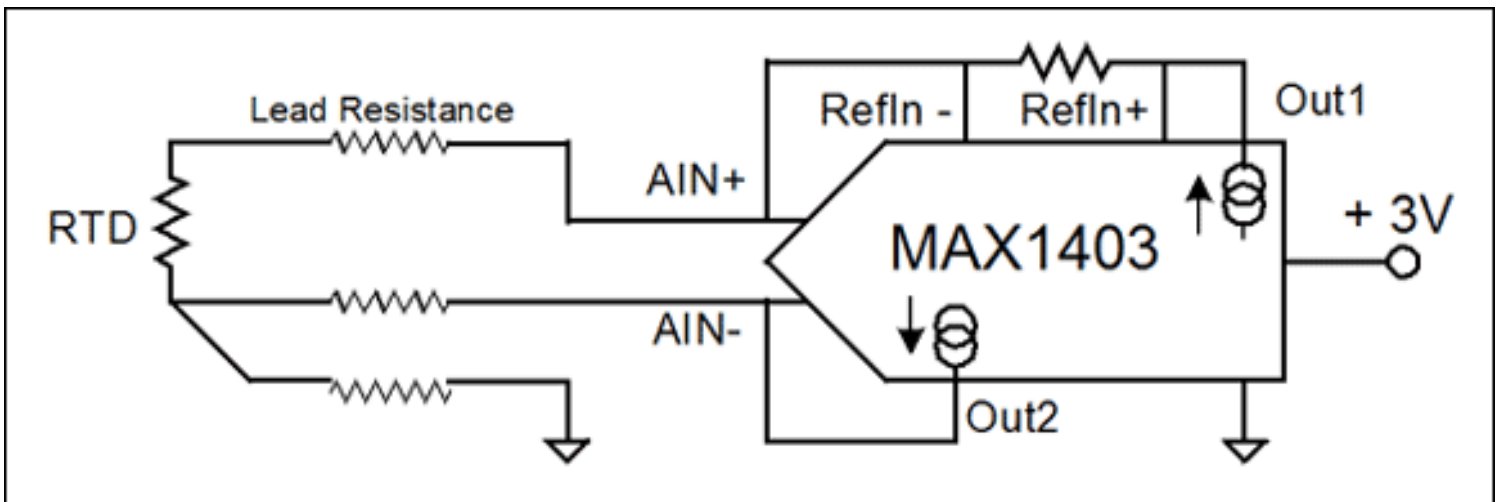 Lead Resistance
RTD
AIN+
AIN-
RefIn -
RefIn+
Out1
MAX1403
+ 3V
Out2